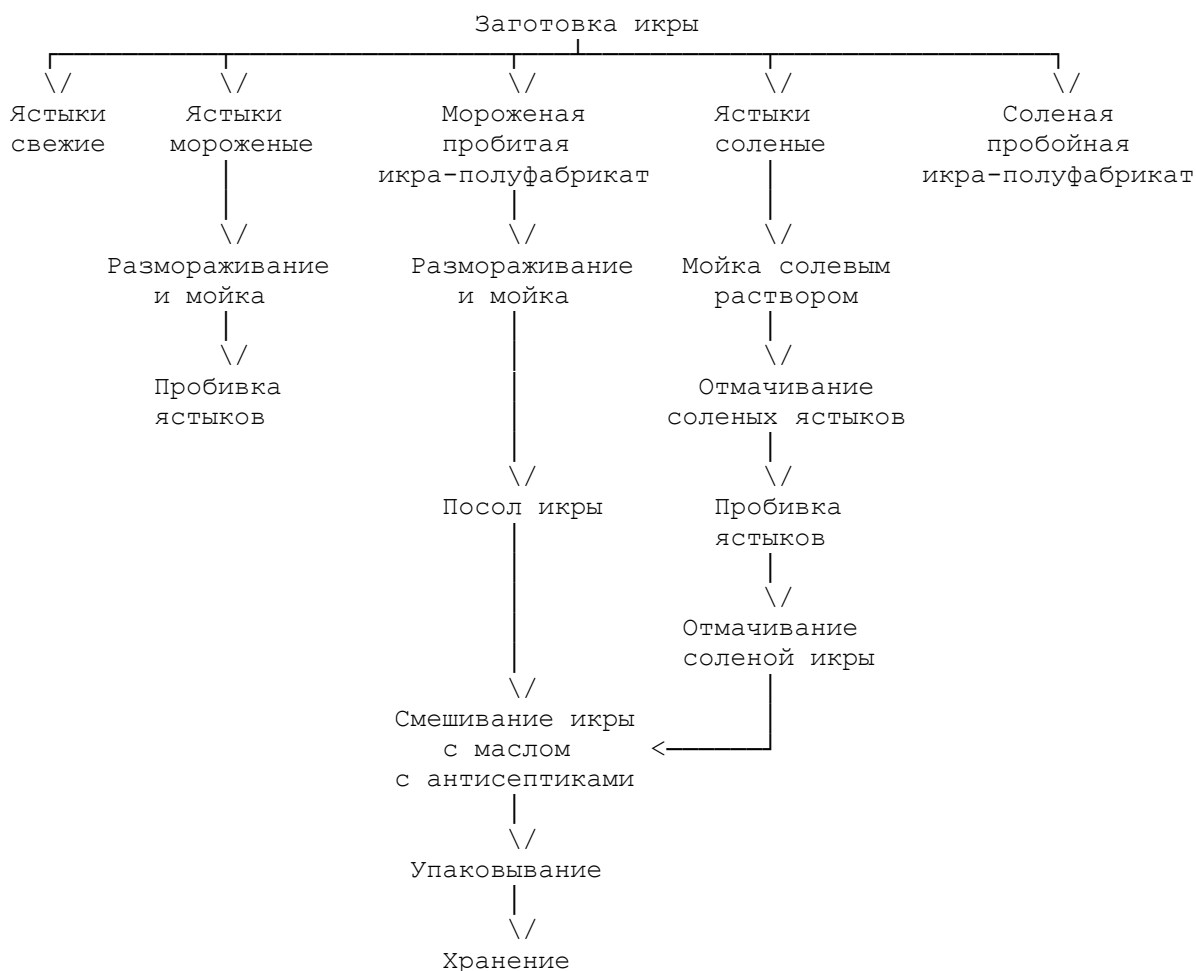 Заготовка икры
Ястыки Ястыки Мороженая Ястыки Соленая
свежие мороженые пробитая соленые пробойная
икра-полуфабрикат икра-полуфабрикат
Размораживание Размораживание Мойка солевым
и мойка и мойка раствором
Пробивка Отмачивание
ястыков соленых ястыков
Посол икры Пробивка
ястыков
Отмачивание
соленой икры
Смешивание икры
с маслом
с антисептиками
Упаковывание
Хранение